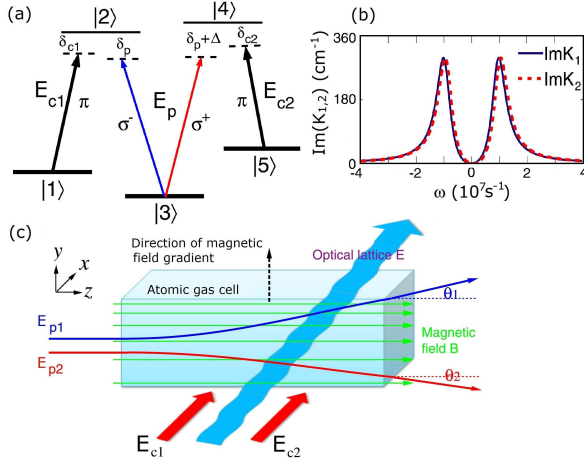 (a)
|2⟩
|4⟩
δc1
δp
δp+Δ
δc2
Ec1
π
σ-
Ep
σ+
π
Ec2
|1⟩
|3⟩
|5⟩
(b)
Im(K1,2) (cm-1)
360
180
0
ImK1
ImK2
-4
-2
0
2
4
ω (10^7s-1)
(c)
y
x
z
Direction of magnetic
field gradient
Optical lattice E
Atomic gas cell
Ep1
θ1
Magnetic
field B
Ep2
θ2
Ec1
Ec2